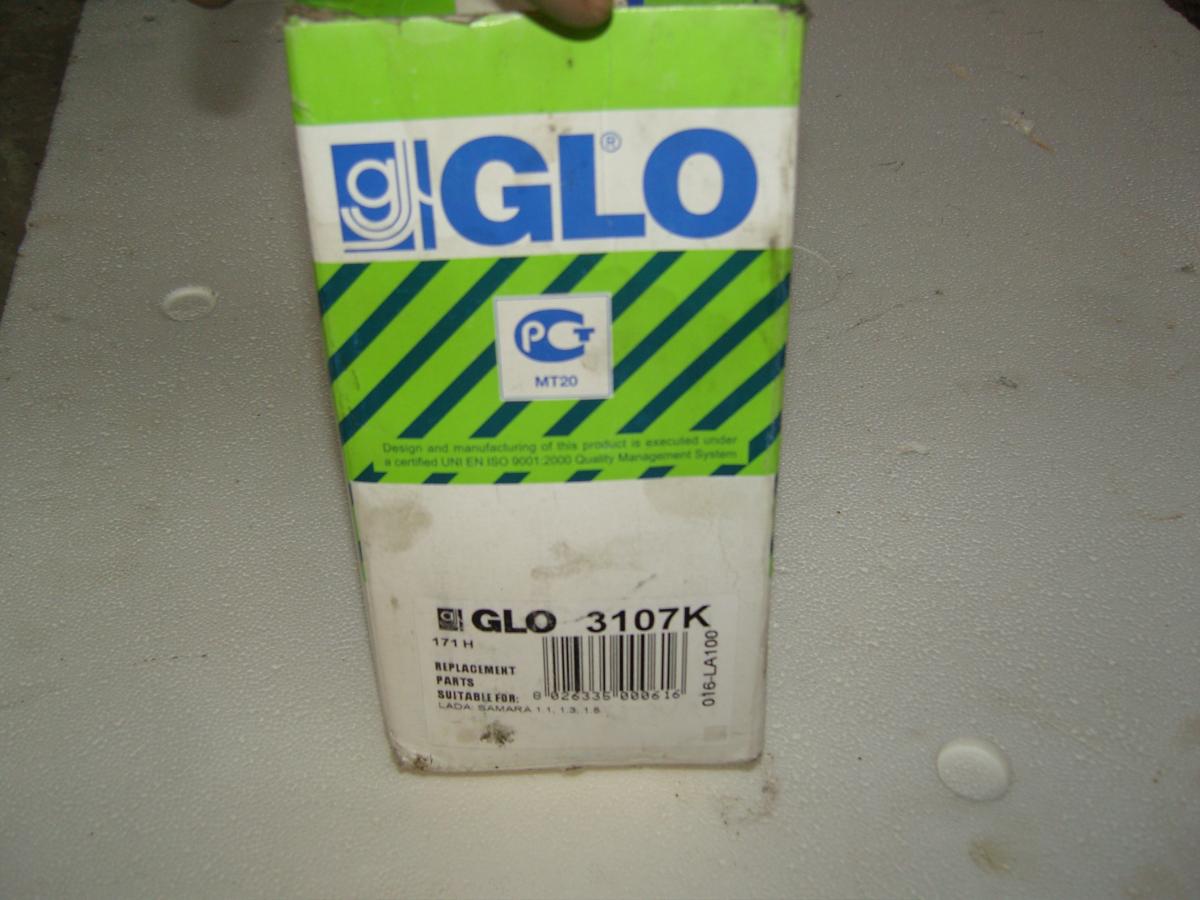 g GLO®
РСТ
МТ20
Design and manufacturing of this product is executed under
a certified UNI EN ISO 9001:2000 Quality Management System
g GLO 3107K
171 H
REPLACEMENT
PARTS
SUITABLE FOR:
8 026335 000616
LADA: SAMARA 1.1, 1.3, 1.5
016-LA100